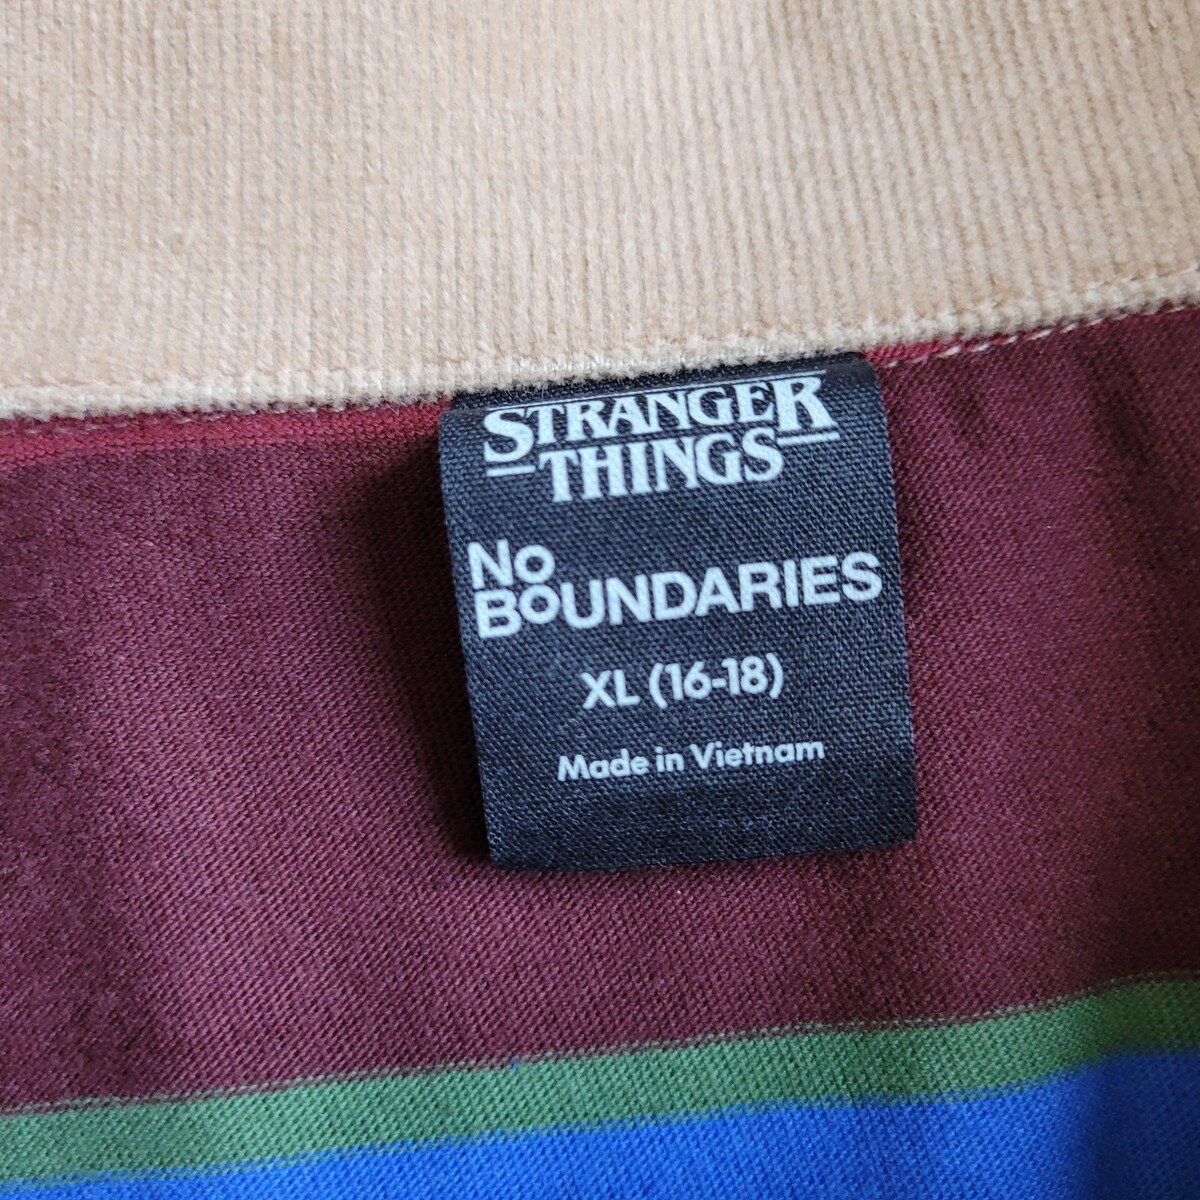 STRANGER
THINGS
No
BoUNDARIES
XL (16-18)
Made in Vietnam